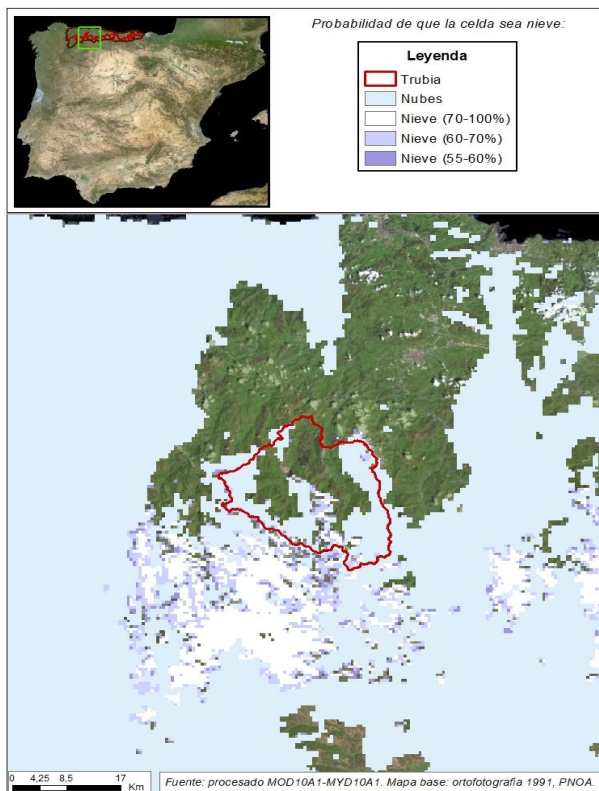 Probabilidad de que la celda sea nieve:
Leyenda
Trubia
Nubes
Nieve (70-100%)
Nieve (60-70%)
Nieve (55-60%)
0 4,25 8,5 17
Km
Fuente: procesado MOD10A1-MYD10A1. Mapa base: ortofotografia 1991, PNOA.